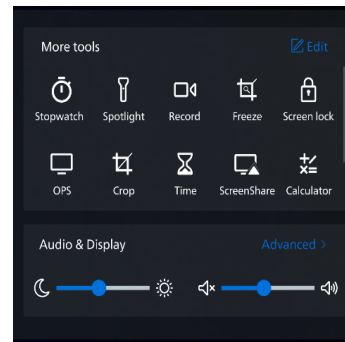 More tools Edit
Stopwatch Spotlight Record Freeze Screen lock
OPS Crop Time ScreenShare Calculator
Audio & Display Advanced >